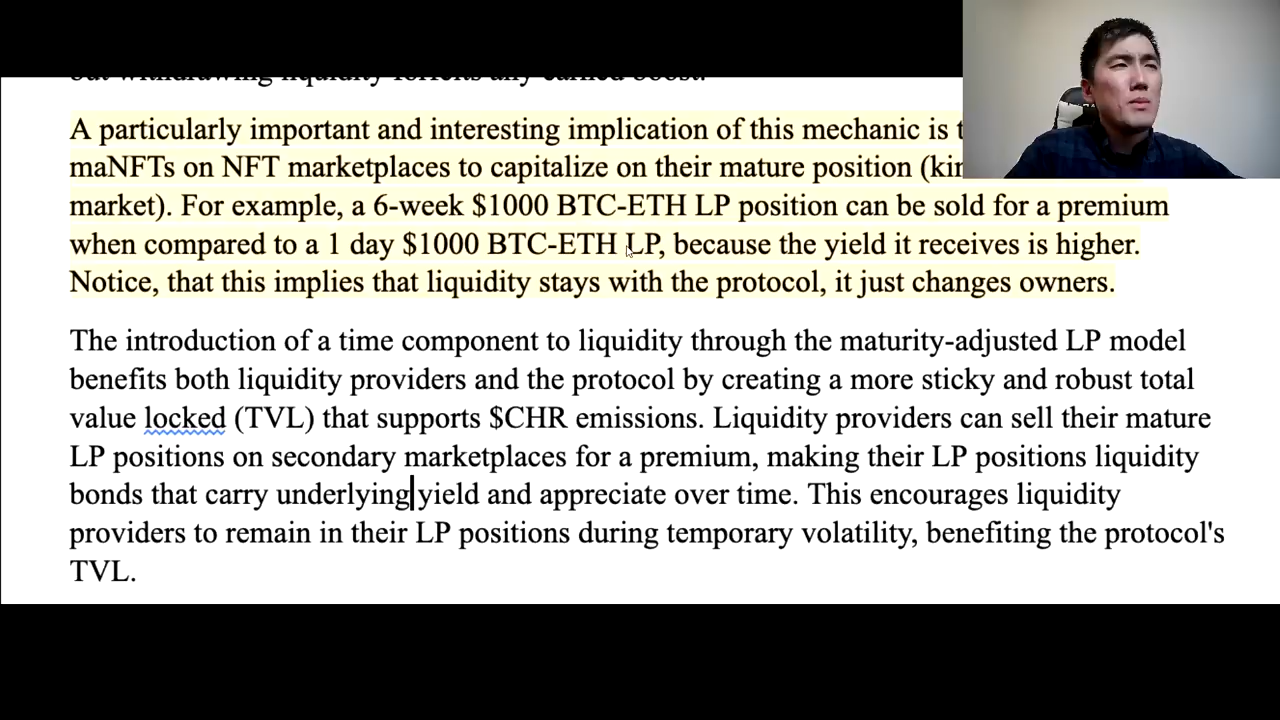 but withdrawing liquidity forfeits any earned boost.
A particularly important and interesting implication of this mechanic is
maNFTs on NFT marketplaces to capitalize on their mature position
market). For example, a 6-week $1000 BTC-ETH LP position can be sold for a premium
when compared to a 1 day $1000 BTC-ETH LP, because the yield it receives is higher.
Notice, that this implies that liquidity stays with the protocol, it just changes owners.
The introduction of a time component to liquidity through the maturity-adjusted LP model
benefits both liquidity providers and the protocol by creating a more sticky and robust total
value locked (TVL) that supports $CHR emissions. Liquidity providers can sell their mature
LP positions on secondary marketplaces for a premium, making their LP positions liquidity
bonds that carry underlying yield and appreciate over time. This encourages liquidity
providers to remain in their LP positions during temporary volatility, benefiting the protocol's
TVL.